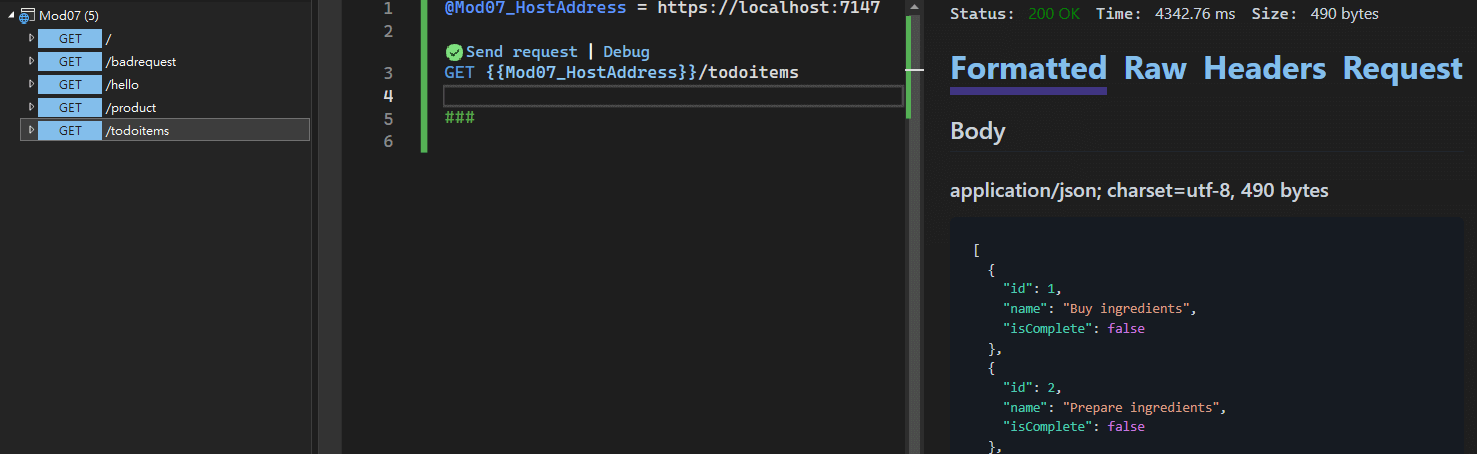 Mod07 (5)
GET /
GET /badrequest
GET /hello
GET /product
GET /todoitems
1 @Mod07_HostAddress = https://localhost:7147
2
Send request | Debug
3 GET {{Mod07_HostAddress}}/todoitems
4
5 ###
6
Status: 200 OK Time: 4342.76 ms Size: 490 bytes
Formatted Raw Headers Request
Body
application/json; charset=utf-8, 490 bytes
[
{
"id": 1,
"name": "Buy ingredients",
"isComplete": false
},
{
"id": 2,
"name": "Prepare ingredients",
"isComplete": false
},